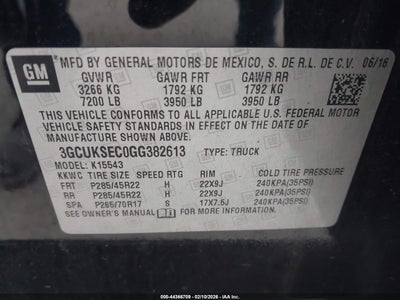 GM MFD BY GENERAL MOTORS DE MEXICO, S. DE R.L. DE C.V. 06/16
GVWR GAWR FRT GAWR RR
3266 KG 1792 KG 1792 KG
7200 LB 3950 LB 3950 LB
THIS VEHICLE CONFORMS TO ALL APPLICABLE U.S. FEDERAL MOTOR
VEHICLE SAFETY STANDARDS IN EFFECT ON THE DATE OF
MANUFACTURE SHOWN ABOVE.
3GCUKSEC0GG382613 TYPE: TRUCK
MODEL: K15543
KKWC TIRE SIZE SPEED RTG RIM COLD TIRE PRESSURE
FRT P285/45R22 H 22X9J 240KPA(35PSI)
RR P285/45R22 H 22X9J 240KPA(35PSI)
SPA P265/70R17 S 17X7.5J 240KPA(35PSI)
SEE OWNER'S MANUAL FOR ADDITIONAL INFORMATION.
© 44366709 - 02/10/2026 - IAAI.COM